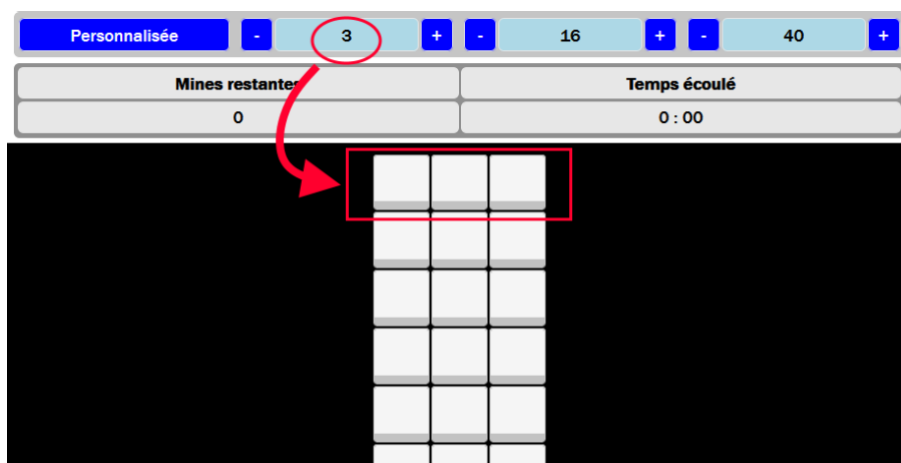 Personnalisée - 3 + - 16 + - 40 +
Mines restantes Temps écoulé
0 0 : 00